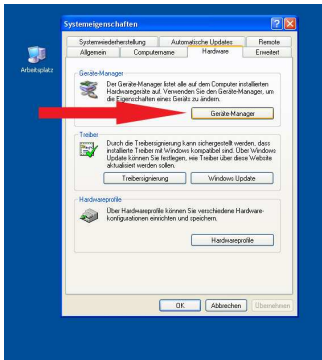 Systemeigenschaften
Systemwiederherstellung Automatische Updates Remote
Allgemein Computername Hardware Erweitert
Arbeitsplatz
Geräte-Manager
Der Geräte-Manager listet alle auf dem Computer installierten
Hardwaregeräte auf. Verwenden Sie den Geräte-Manager, um
die Eigenschaften eines Geräts zu ändern.
Geräte-Manager
Treiber
Durch die Treibersignierung kann sichergestellt werden, dass
installierte Treiber mit Windows kompatibel sind. Über Windows
Update können Sie festlegen, wie Treiber über diese Website
aktualisiert werden sollen.
Treibersignierung Windows Update
Hardwareprofile
Über Hardwareprofile können Sie verschiedene Hardware-
konfigurationen einrichten und speichern.
Hardwareprofile
OK Abbrechen Übernehmen